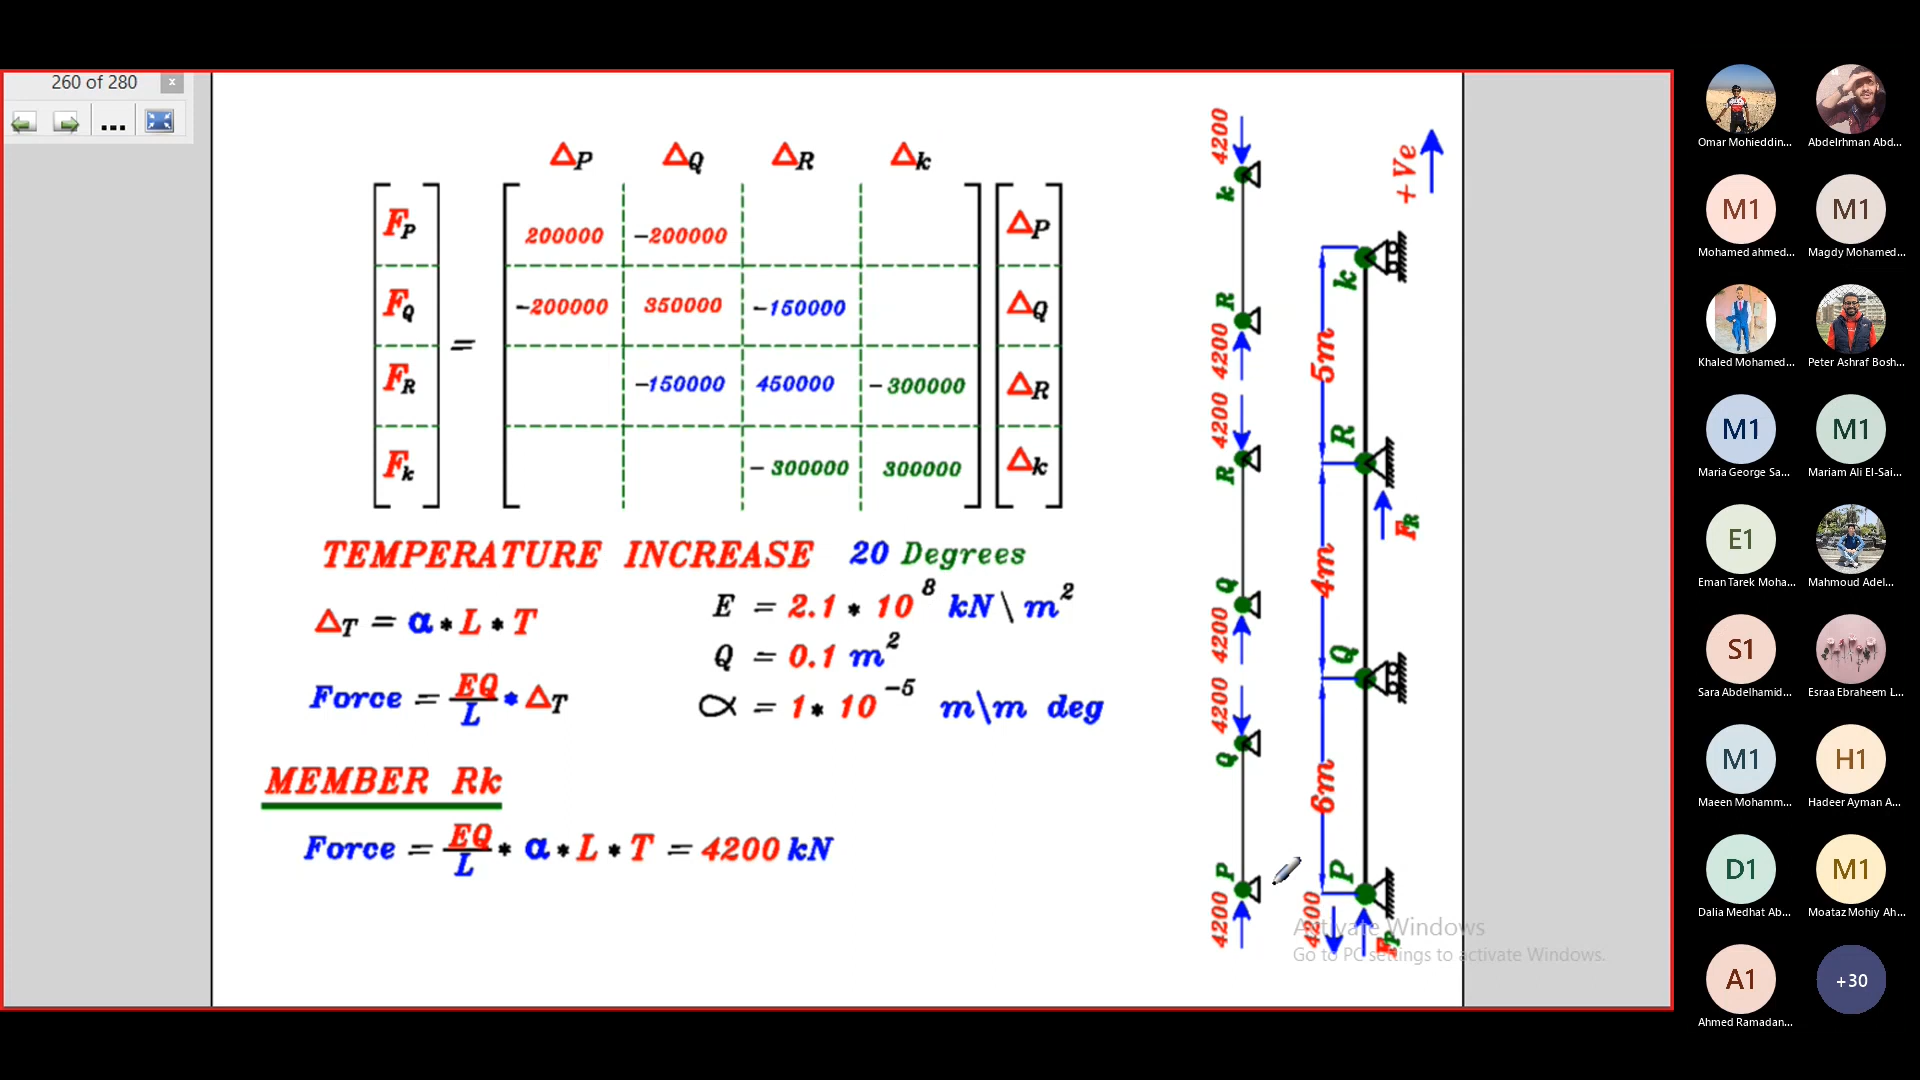 260 of 280
...
ΔP ΔQ ΔR Δk
FP 200000 -200000 ΔP
FQ -200000 350000 -150000 ΔQ
=
FR -150000 450000 -300000 ΔR
Fk -300000 300000 Δk
TEMPERATURE INCREASE 20 Degrees
ΔT = α * L * T
E = 2.1 * 10^8 kN \ m^2
Q = 0.1 m^2
Force = EQ/L * ΔT
α = 1 * 10^-5 m\m deg
MEMBER Rk
Force = EQ/L * α * L * T = 4200 kN
4200
k
R
4200
4200
R
Q
4200
4200
Q
P
4200
+Ve
k
5m
R
FR
4m
Q
6m
P
4200
FP
Activate Windows
Go to PC settings to activate Windows.
Omar Mohieddin...
Abdelrhman Abd...
M1
M1
Mohamed ahmed...
Magdy Mohamed...
Khaled Mohamed...
Peter Ashraf Bosh...
M1
M1
Maria George Sa...
Mariam Ali El-Sai...
E1
Eman Tarek Moha...
Mahmoud Adel...
S1
Sara Abdelhamid...
Esraa Ebraheem L...
M1
H1
Maeen Mohamm...
Hadeer Ayman A...
D1
M1
Dalia Medhat Ab...
Moataz Mohiy Ah...
A1
+30
Ahmed Ramadan...